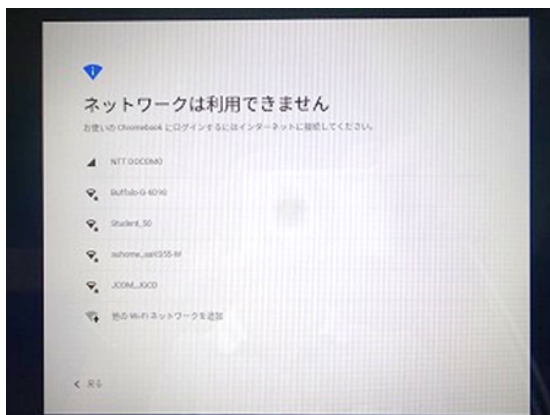 ネットワークは利用できません
お使いの Chromebook にログインするにはインターネットに接続してください。
NTT DOCOMO
Buffalo-G-6D90
Student_50
JCOM_JGCD
他の Wi-Fi ネットワークを追加
戻る